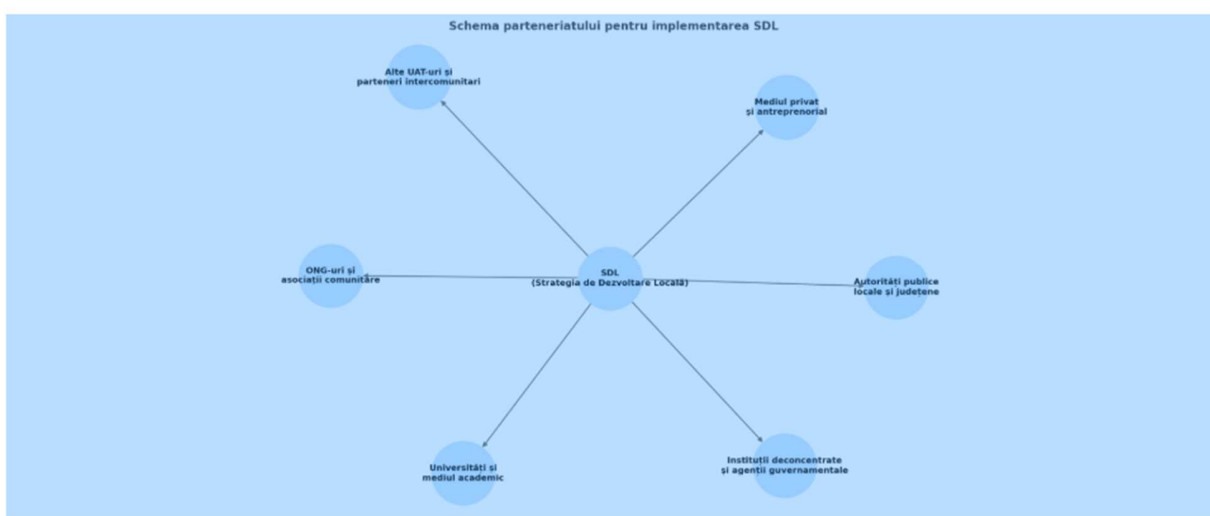 Schema parteneriatului pentru implementarea SDL
Alte UAT-uri și
parteneri intercomunitari
Mediul privat
și antreprenorial
ONG-uri și
asociații comunitare
SDL
(Strategia de Dezvoltare Locală)
Autorități publice
locale și județene
Universități și
mediul academic
Instituții deconcentrate
și agenții guvernamentale